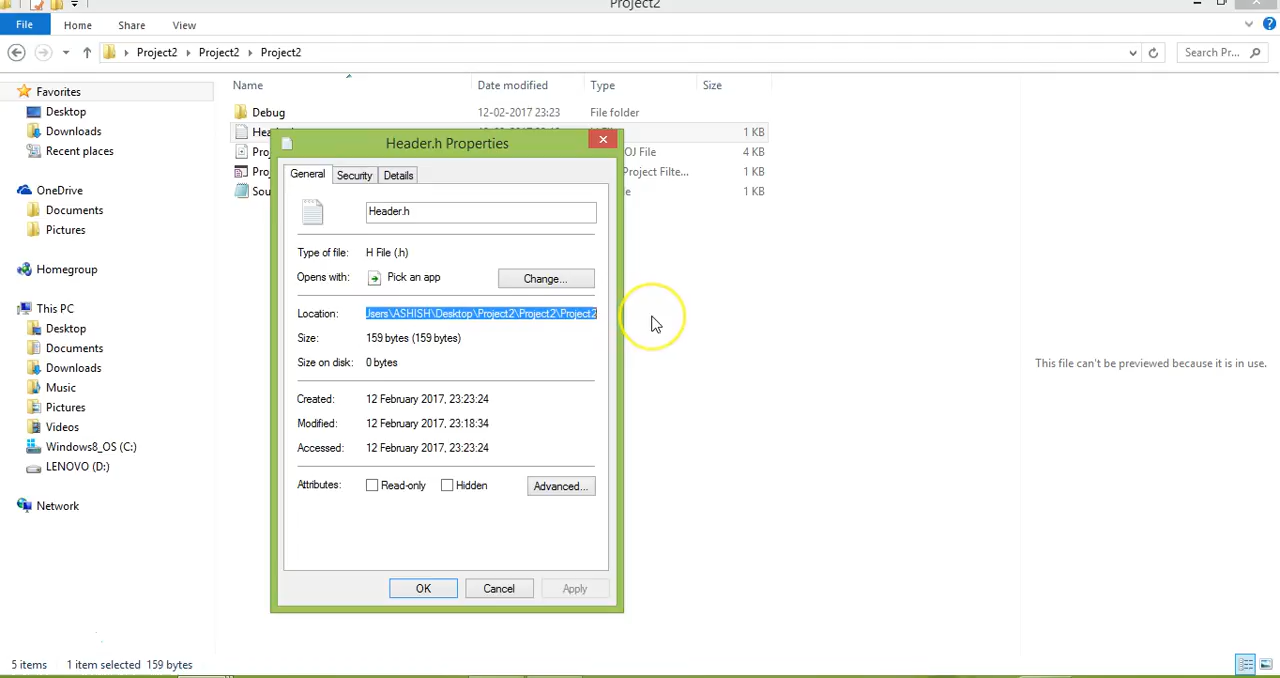 Project2
File Home Share View
Project2 Project2 Project2
Search Pr...
Name Date modified Type Size
Favorites
Desktop
Downloads
Recent places
OneDrive
Documents
Pictures
Homegroup
This PC
Desktop
Documents
Downloads
Music
Pictures
Videos
Windows8_OS (C:)
LENOVO (D:)
Network
Debug 12-02-2017 23:23 File folder
1 KB
OJ File 4 KB
Project Filte... 1 KB
1 KB
Header.h Properties
General Security Details
Header.h
Type of file: H File (.h)
Opens with: Pick an app Change...
Location: Jsers\ASHISH\Desktop\Project2\Project2\Project2
Size: 159 bytes (159 bytes)
Size on disk: 0 bytes
Created: 12 February 2017, 23:23:24
Modified: 12 February 2017, 23:18:34
Accessed: 12 February 2017, 23:23:24
Attributes: Read-only Hidden Advanced...
OK Cancel Apply
This file can't be previewed because it is in use.
5 items 1 item selected 159 bytes